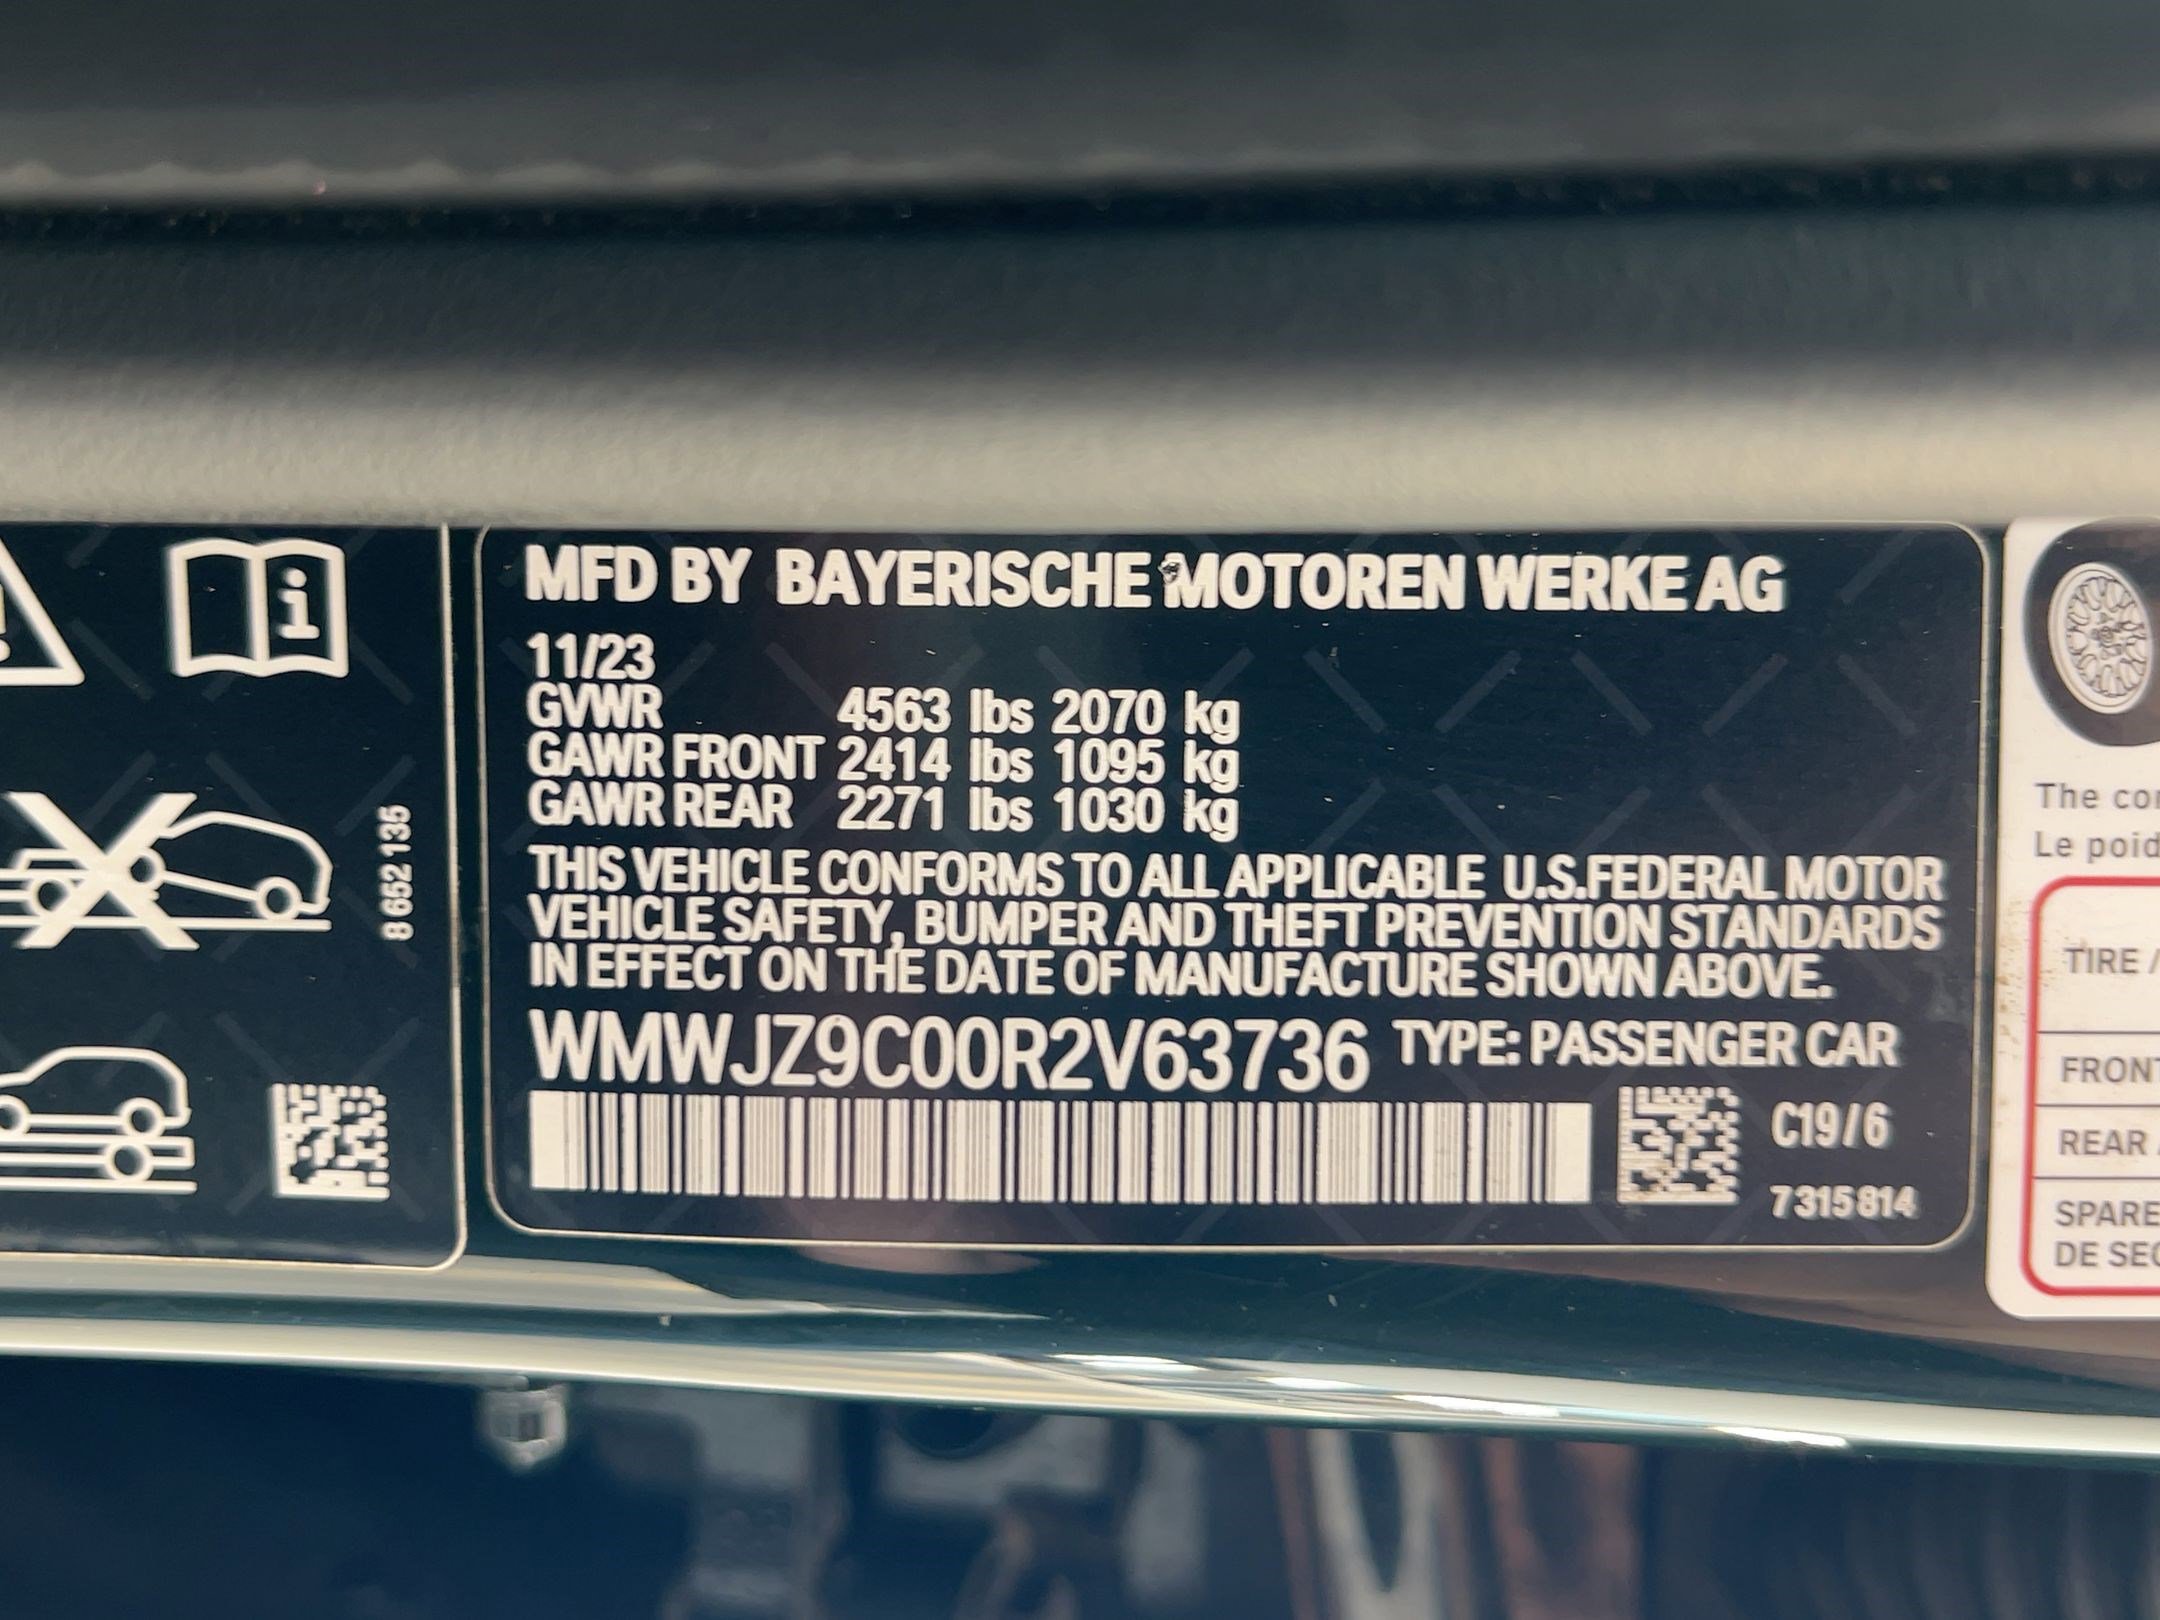 MFD BY BAYERISCHE MOTOREN WERKE AG
11/23
GVWR 4563 lbs 2070 kg
GAWR FRONT 2414 lbs 1095 kg
GAWR REAR 2271 lbs 1030 kg
THIS VEHICLE CONFORMS TO ALL APPLICABLE U.S.FEDERAL MOTOR
VEHICLE SAFETY, BUMPER AND THEFT PREVENTION STANDARDS
IN EFFECT ON THE DATE OF MANUFACTURE SHOWN ABOVE.
WMWJZ9C00R2V63736 TYPE: PASSENGER CAR
C19/6
7315814
8 652 135
The
Le
TIRE /
FRONT
REAR
SPARE
DE